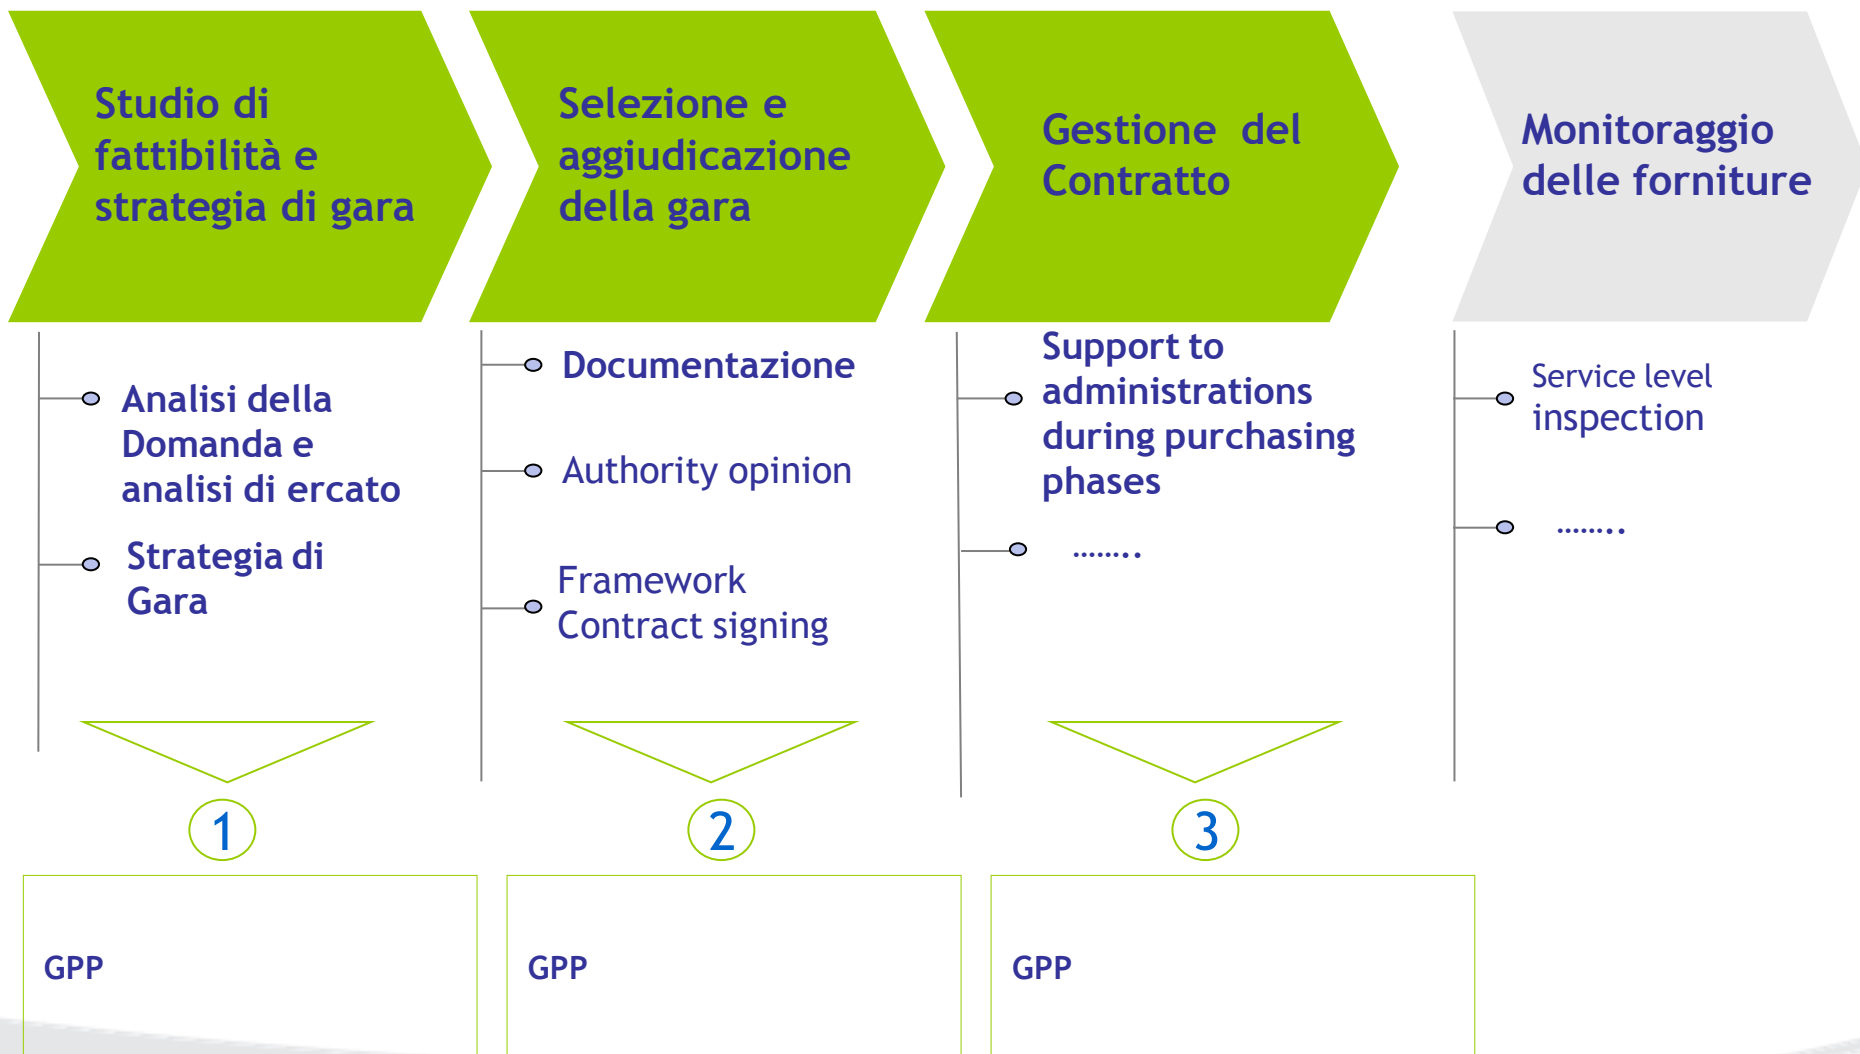 Studio di
fattibilità e
strategia di gara
Selezione e
aggiudicazione
della gara
Gestione del
Contratto
Monitoraggio
delle forniture
Analisi della
Domanda e
analisi di ercato
Strategia di
Gara
Documentazione
Authority opinion
Framework
Contract signing
Support to
administrations
during purchasing
phases
……..
Service level
inspection
……..
1
2
3
GPP
GPP
GPP